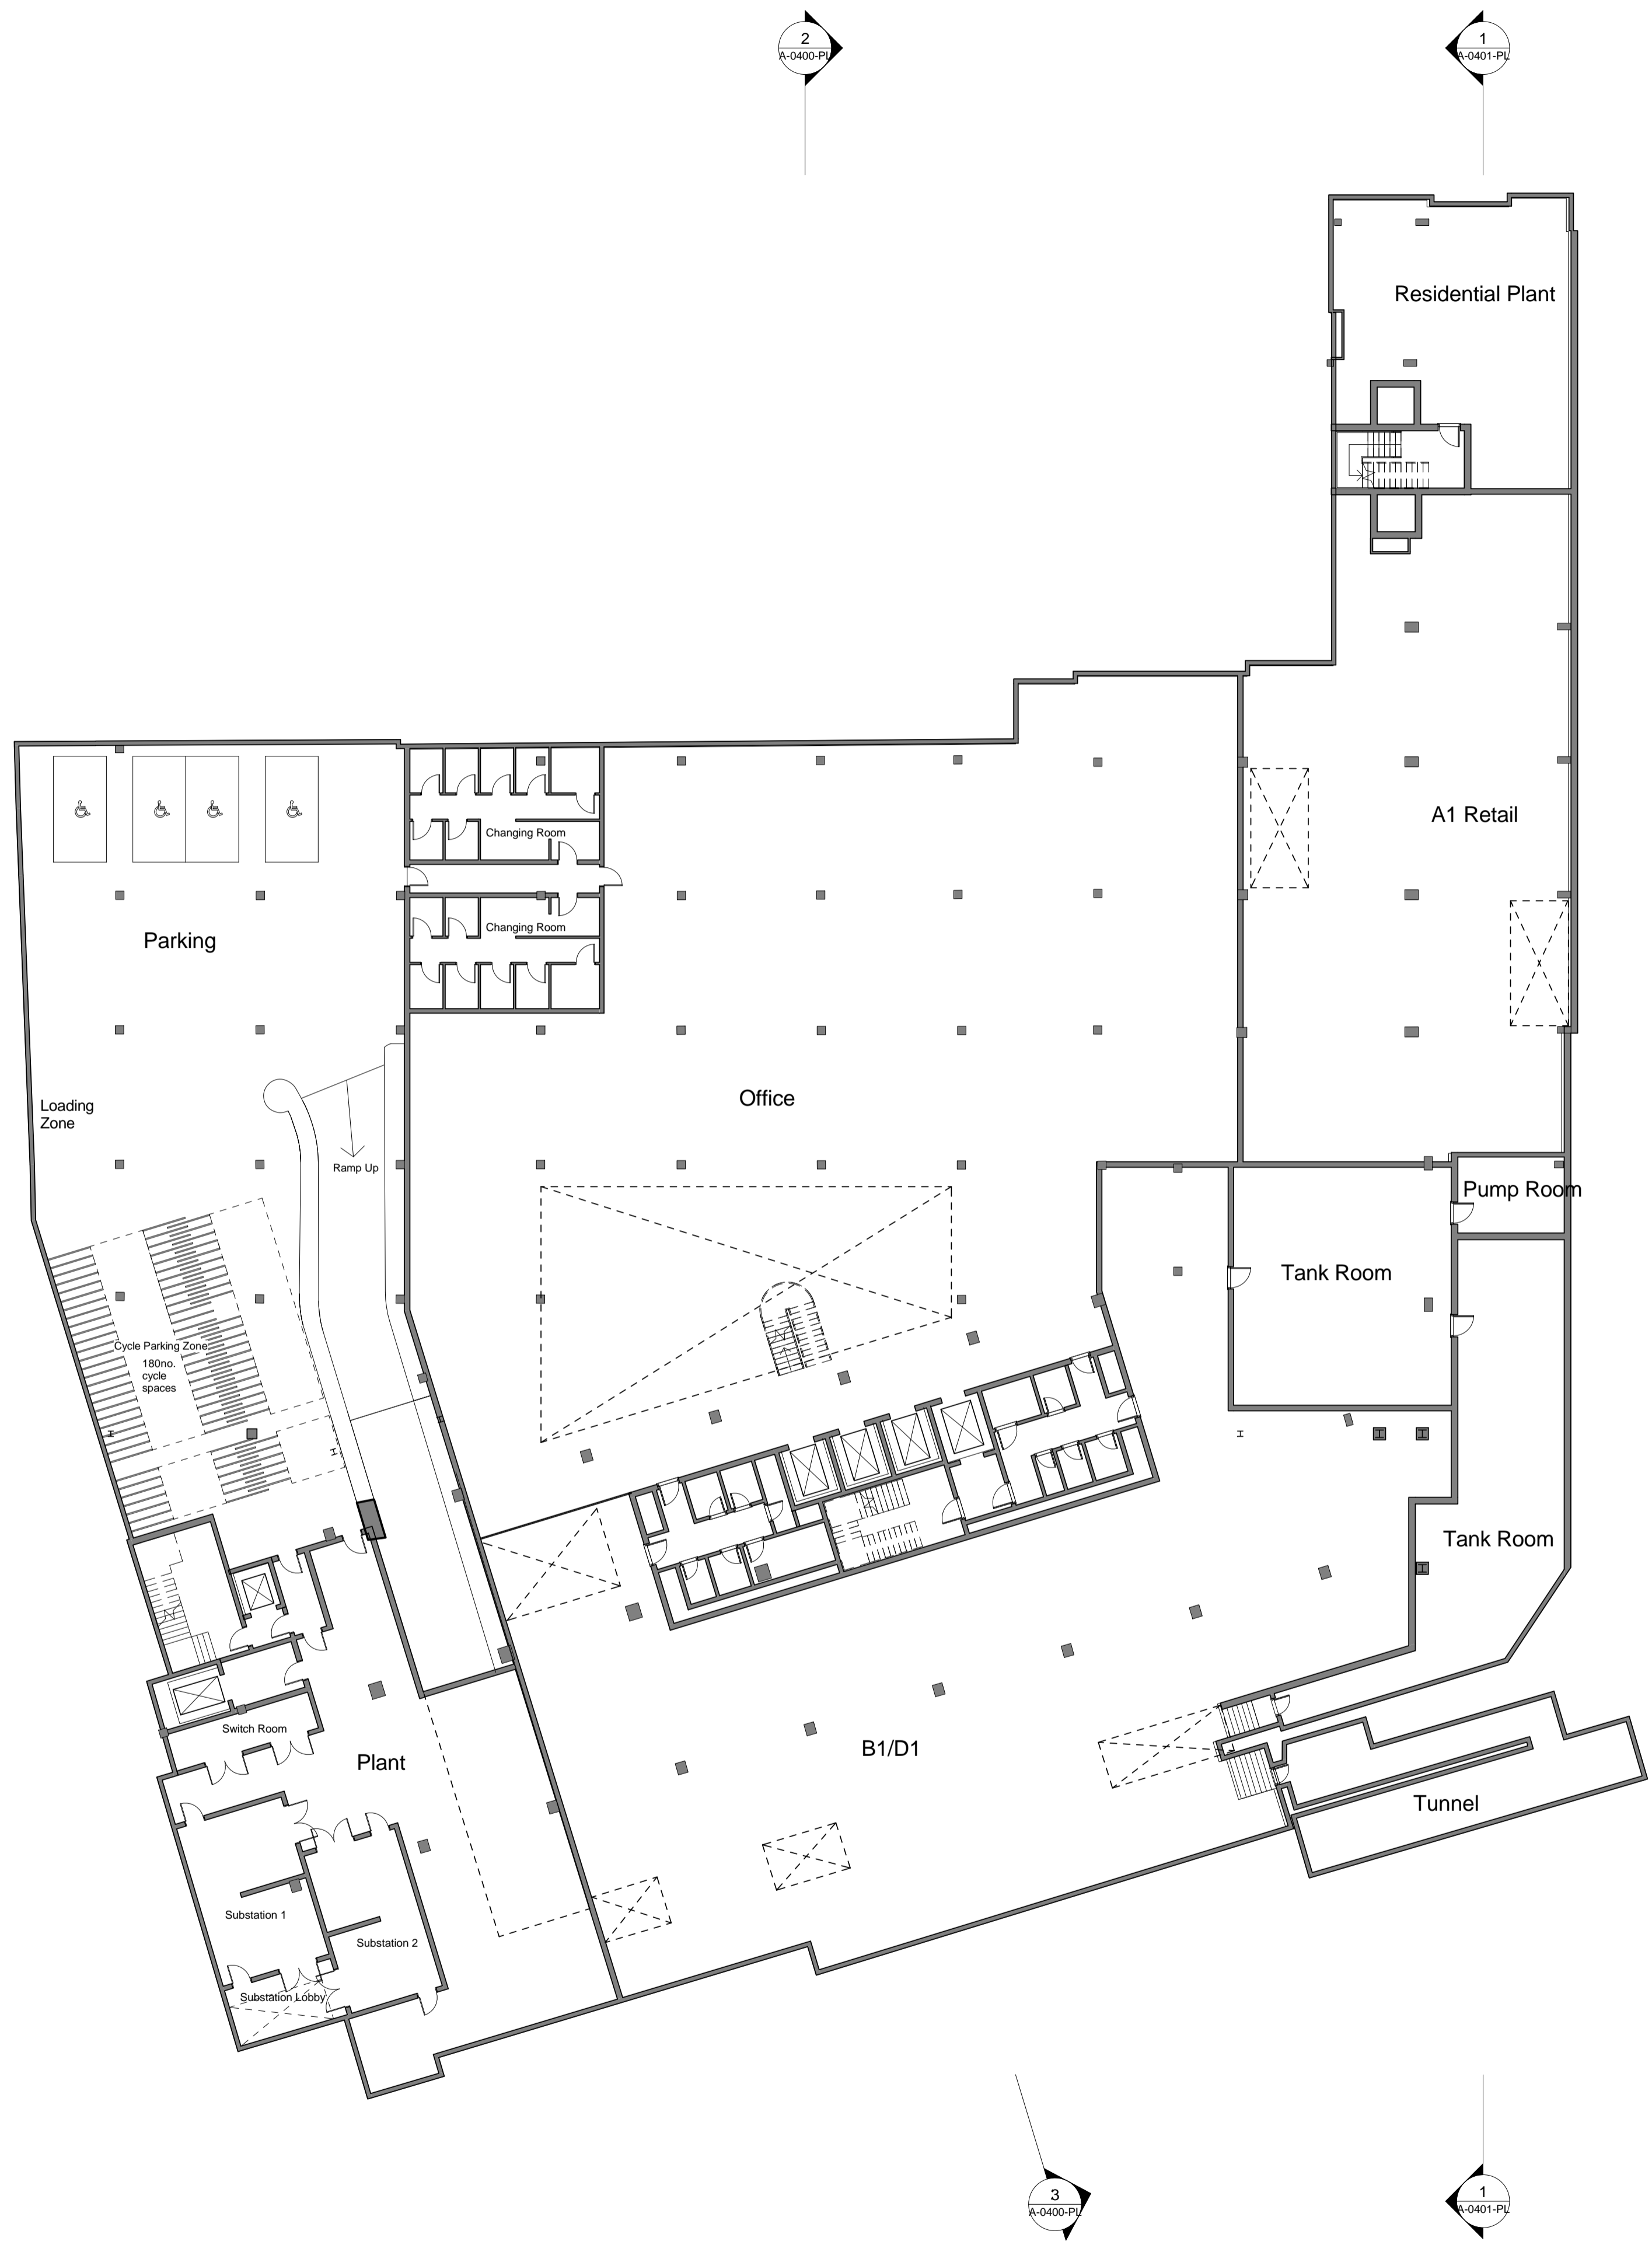 2
A-0400-PL
1
A-0401-PL
Residential Plant
A1 Retail
Changing Room
Changing Room
Parking
Office
Loading
Zone
Ramp Up
Pump Room
Tank Room
Cycle Parking Zone:
180no.
cycle
spaces
Tank Room
Switch Room
Plant
B1/D1
Tunnel
Substation 1
Substation 2
Substation Lobby
3
A-0400-PL
1
A-0401-PL